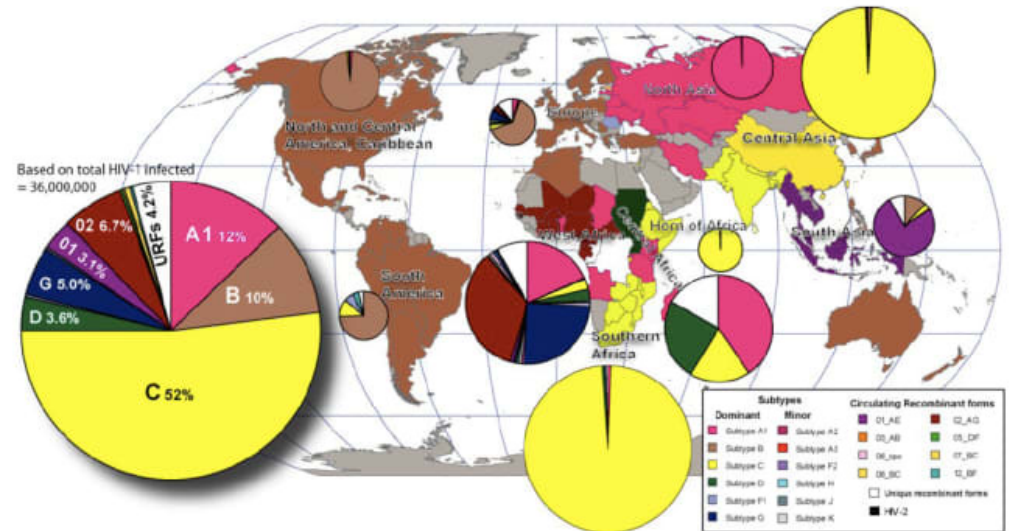 North and Central
America, Caribbean
Europe
North Asia
Central Asia
Based on total HIV-1 Infected
= 36,000,000
A1 12%
B 10%
C 52%
D 3.6%
G 5.0%
01 3.1%
02 6.7%
URFs 4.2%
West Africa
Horn of Africa
South Asia
South
America
Southern
Africa
Subtypes
Dominant Minor
Subtype A1
Subtype B
Subtype C
Subtype D
Subtype F1
Subtype G
Subtype A2
Subtype A3
Subtype F2
Subtype H
Subtype J
Subtype K
Circulating Recombinant forms
01_AE
03_AB
06_cpx
08_BC
02_AG
05_DF
07_BC
12_BF
Unique recombinant forms
HIV-2